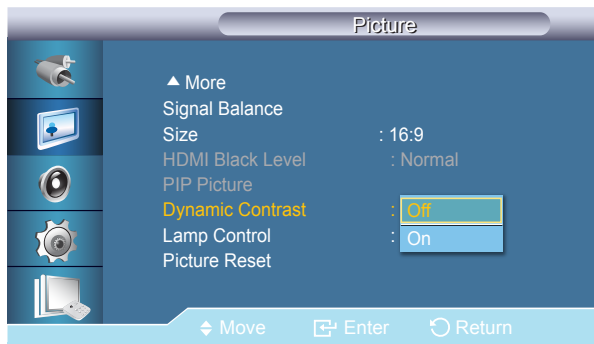 Picture
▲ More
Signal Balance
Size : 16:9
HDMI Black Level : Normal
PIP Picture
Dynamic Contrast : Off
Lamp Control : On
Picture Reset
Move Enter Return